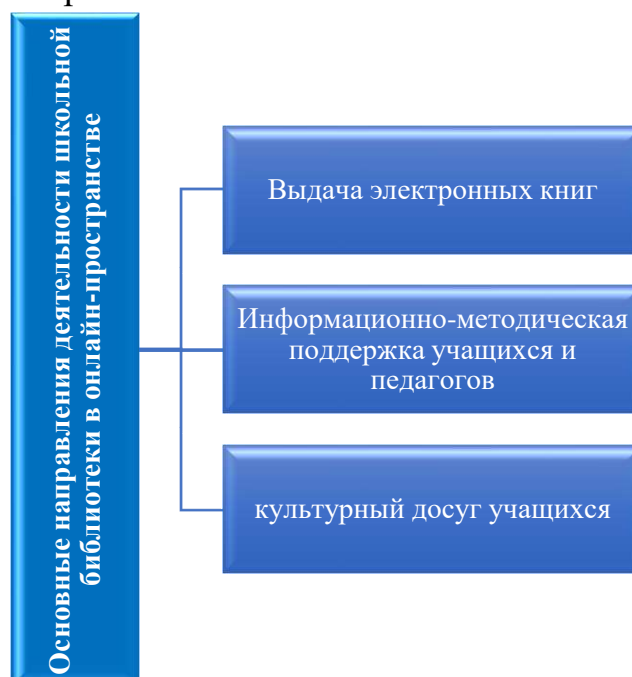 Основные направления деятельности школьной
библиотеки в онлайн-пространстве
Выдача электронных книг
Информационно-методическая
поддержка учащихся и
педагогов
культурный досуг учащихся